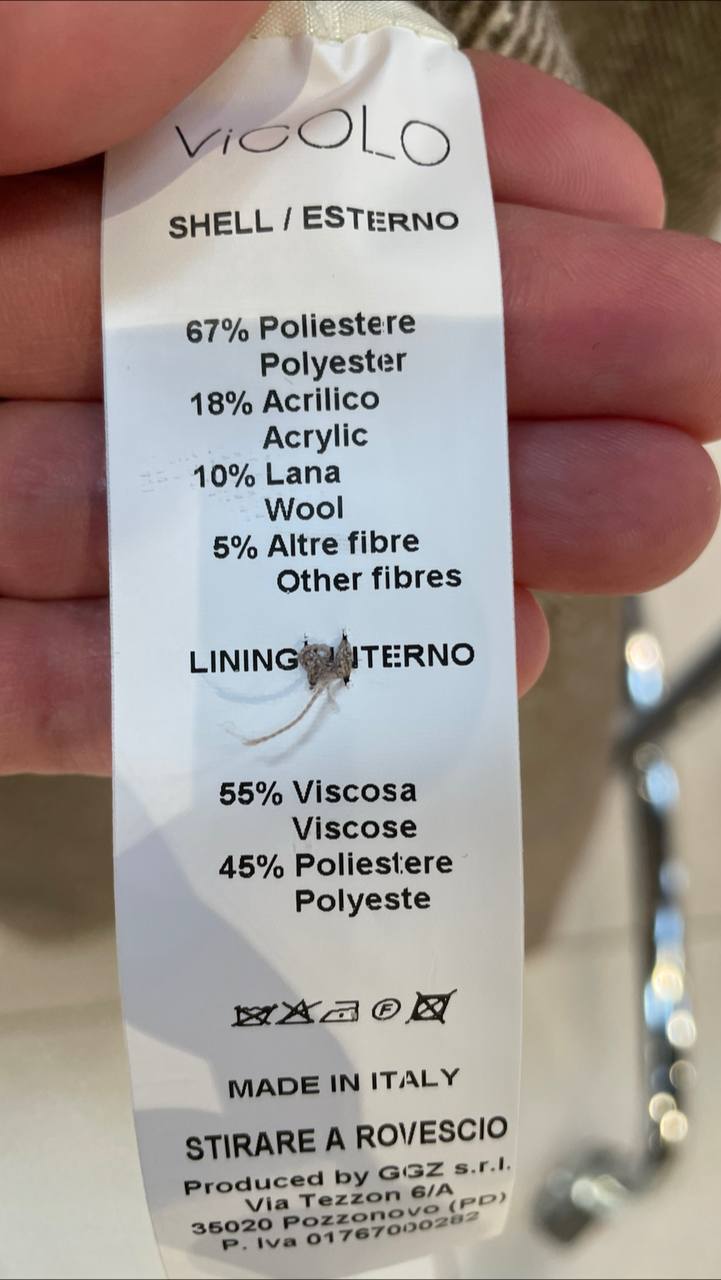 ViCOLO
SHELL / ESTERNO
67% Poliestere
Polyester
18% Acrilico
Acrylic
10% Lana
Wool
5% Altre fibre
Other fibres
LINING
55% Viscosa
Viscose
45% Poliestere
Polyeste
F
MADE IN ITALY
STIRARE A ROVESCIO
Produced by GGZ s.r.l.
Via Tezzon 6/A
35020 Pozzonovo (PD)
P. Iva 01767000282